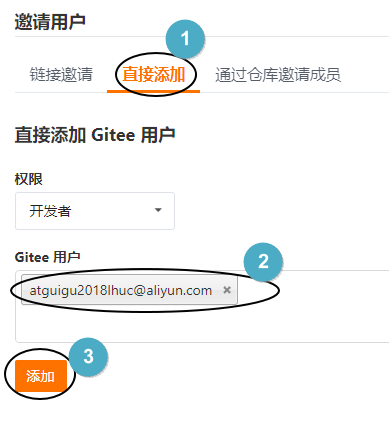 邀请用户
1
链接邀请 直接添加 通过仓库邀请成员
直接添加 Gitee 用户
权限
开发者
Gitee 用户
2
atguigu2018lhuc@aliyun.com ×
3
添加